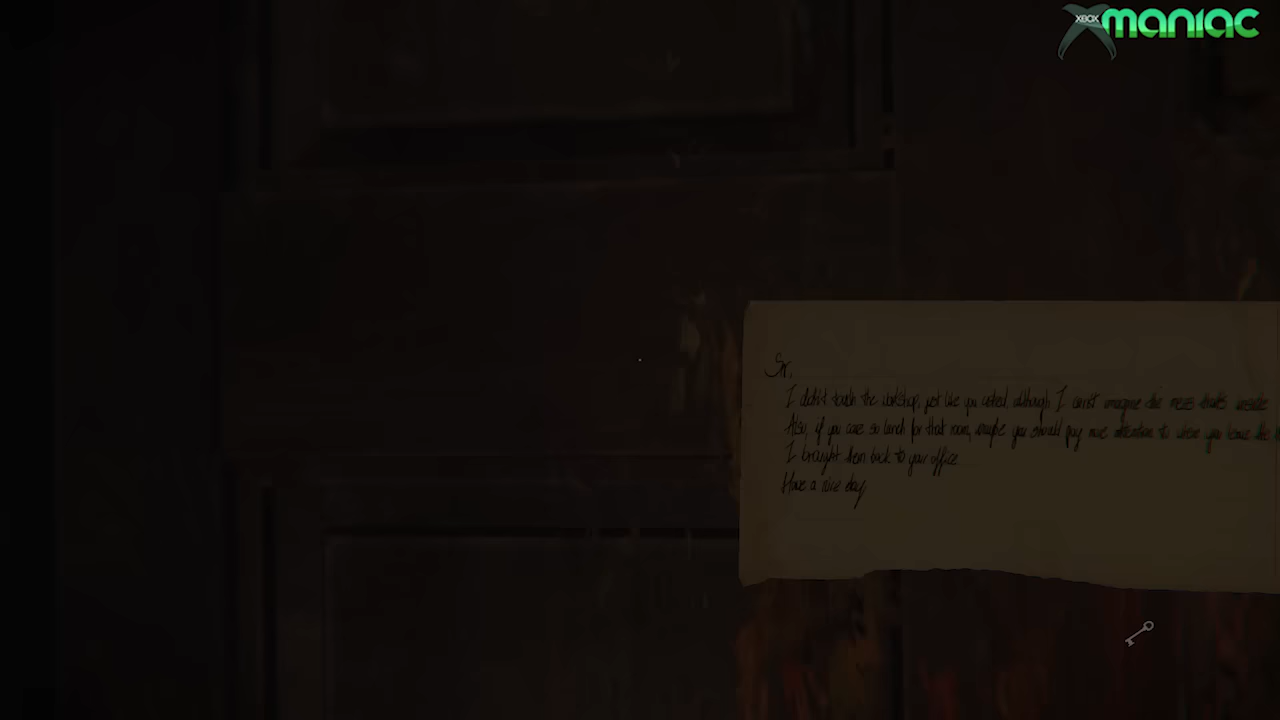 XBOX maniac
Sir,
I didn't touch the workshop, just like you asked, although I can't imagine the mess that's inside
Also, if you care so much for that room, maybe you should pay more attention to where you leave the
I brought them back to your office
Have a nice day,